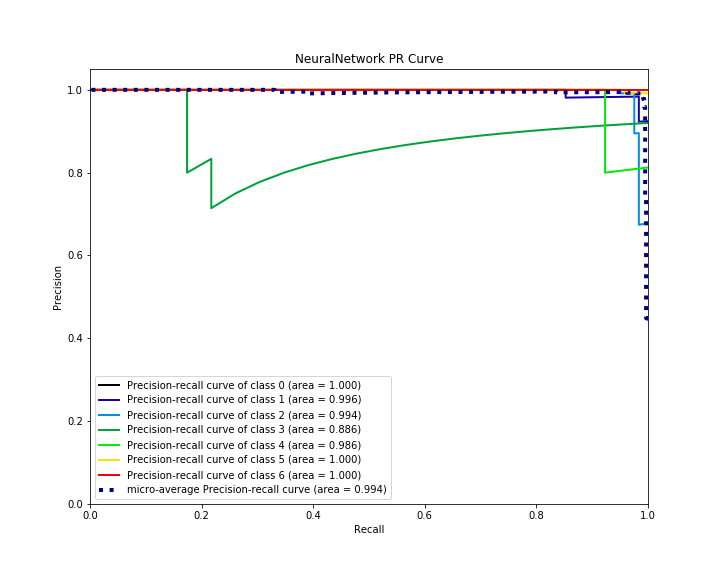 NeuralNetwork PR Curve
1.0
0.8
0.6
0.4
0.2
0.0
Precision
Precision-recall curve of class 0 (area = 1.000)
Precision-recall curve of class 1 (area = 0.996)
Precision-recall curve of class 2 (area = 0.994)
Precision-recall curve of class 3 (area = 0.886)
Precision-recall curve of class 4 (area = 0.986)
Precision-recall curve of class 5 (area = 1.000)
Precision-recall curve of class 6 (area = 1.000)
micro-average Precision-recall curve (area = 0.994)
0.0 0.2 0.4 0.6 0.8 1.0
Recall